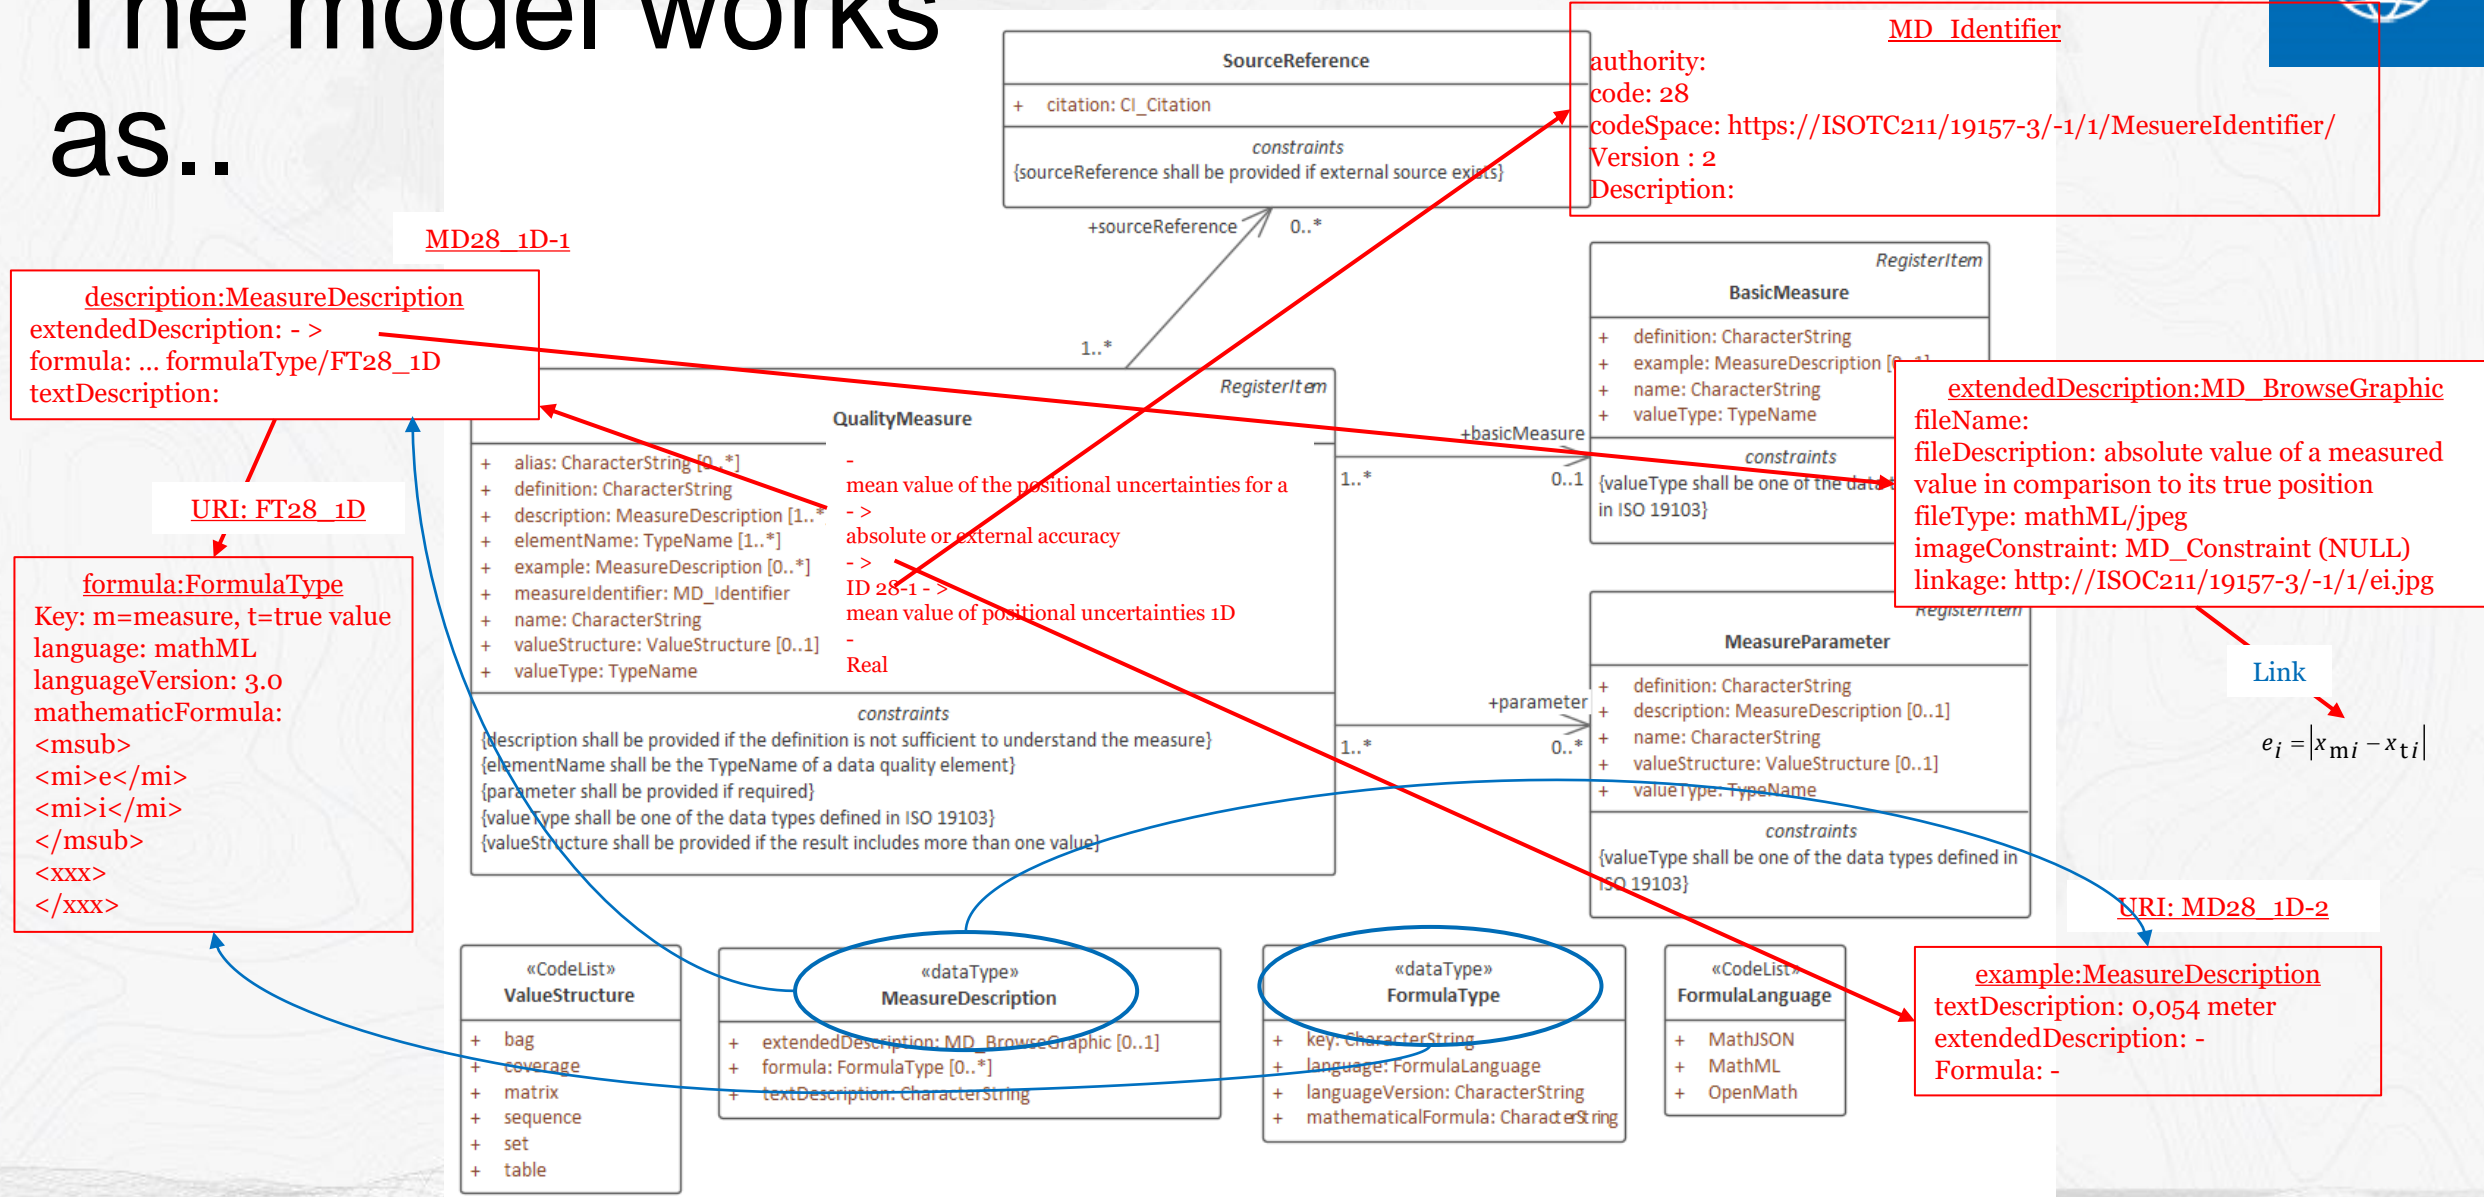 The model works
as..
SourceReference
+ citation: CI_Citation
constraints
{sourceReference shall be provided if external source exists}
MD_Identifier
authority:
code: 28
codeSpace: https://ISOTC211/19157-3/-1/1/MesuereIdentifier/
Version : 2
Description:
+sourceReference
0..*
1..*
MD28_1D-1
description:MeasureDescription
extendedDescription: - >
formula: ... formulaType/FT28_1D
textDescription:
URI: FT28_1D
formula:FormulaType
Key: m=measure, t=true value
language: mathML
languageVersion: 3.0
mathematicFormula:
<msub>
<mi>e</mi>
<mi>i</mi>
</msub>
<xxx>
</xxx>
RegisterItem
QualityMeasure
+ alias: CharacterString [0..*]
+ definition: CharacterString
+ description: MeasureDescription [1..*
+ elementName: TypeName [1..*]
+ example: MeasureDescription [0..*]
+ measureIdentifier: MD_Identifier
+ name: CharacterString
+ valueStructure: ValueStructure [0..1]
+ valueType: TypeName
-
mean value of the positional uncertainties for a
- >
absolute or external accuracy
- >
ID 28-1 - >
mean value of positional uncertainties 1D
-
Real
constraints
{description shall be provided if the definition is not sufficient to understand the measure}
{elementName shall be the TypeName of a data quality element}
{parameter shall be provided if required}
{valueType shall be one of the data types defined in ISO 19103}
{valueStructure shall be provided if the result includes more than one value}
+basicMeasure
1..*
0..1
RegisterItem
BasicMeasure
+ definition: CharacterString
+ example: MeasureDescription [0..1]
+ name: CharacterString
+ valueType: TypeName
constraints
{valueType shall be one of the data t
in ISO 19103}
extendedDescription:MD_BrowseGraphic
fileName:
fileDescription: absolute value of a measured
value in comparison to its true position
fileType: mathML/jpeg
imageConstraint: MD_Constraint (NULL)
linkage: http://ISOC211/19157-3/-1/1/ei.jpg
Link
e i = |x mi − x ti|
+parameter
1..*
0..*
RegisterItem
MeasureParameter
+ definition: CharacterString
+ description: MeasureDescription [0..1]
+ name: CharacterString
+ valueStructure: ValueStructure [0..1]
+ valueType: TypeName
constraints
{valueType shall be one of the data types defined in
ISO 19103}
URI: MD28_1D-2
example:MeasureDescription
textDescription: 0,054 meter
extendedDescription: -
Formula: -
«CodeList»
ValueStructure
+ bag
+ coverage
+ matrix
+ sequence
+ set
+ table
«dataType»
MeasureDescription
+ extendedDescription: MD_BrowseGraphic [0..1]
+ formula: FormulaType [0..*]
+ textDescription: CharacterString
«dataType»
FormulaType
+ key: CharacterString
+ language: FormulaLanguage
+ languageVersion: CharacterString
+ mathematicalFormula: CharacterString
«CodeList»
FormulaLanguage
+ MathJSON
+ MathML
+ OpenMath